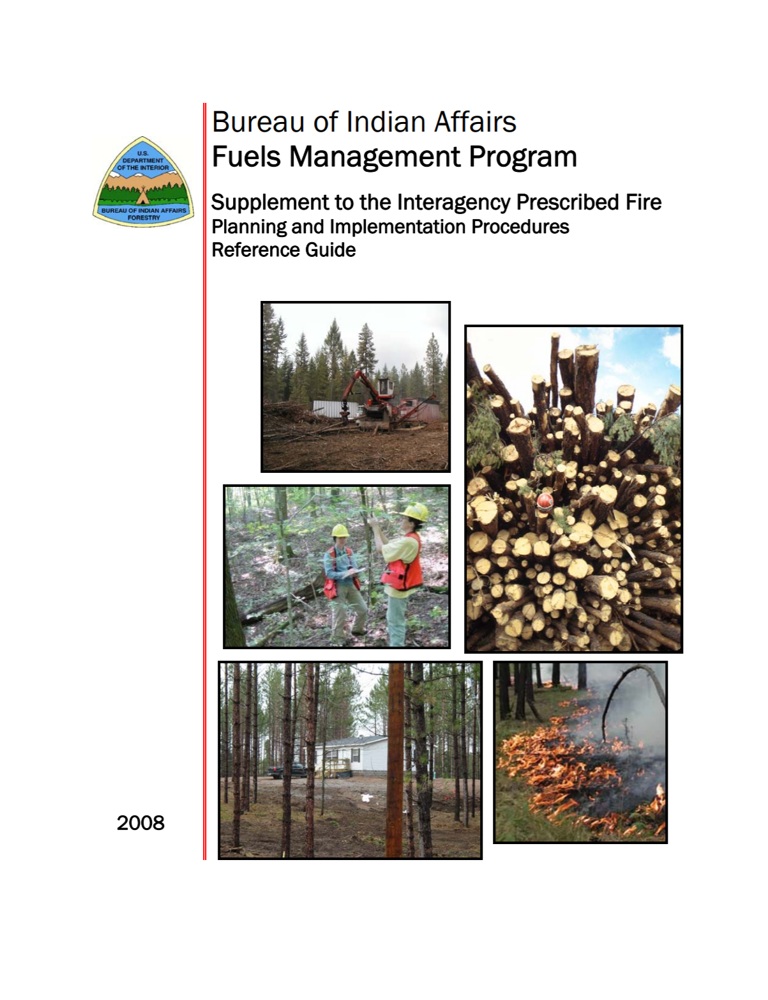 Bureau of Indian Affairs
Fuels Management Program
U.S.
DEPARTMENT
OF THE INTERIOR
BUREAU OF INDIAN AFFAIRS
FORESTRY
Supplement to the Interagency Prescribed Fire
Planning and Implementation Procedures
Reference Guide
2008